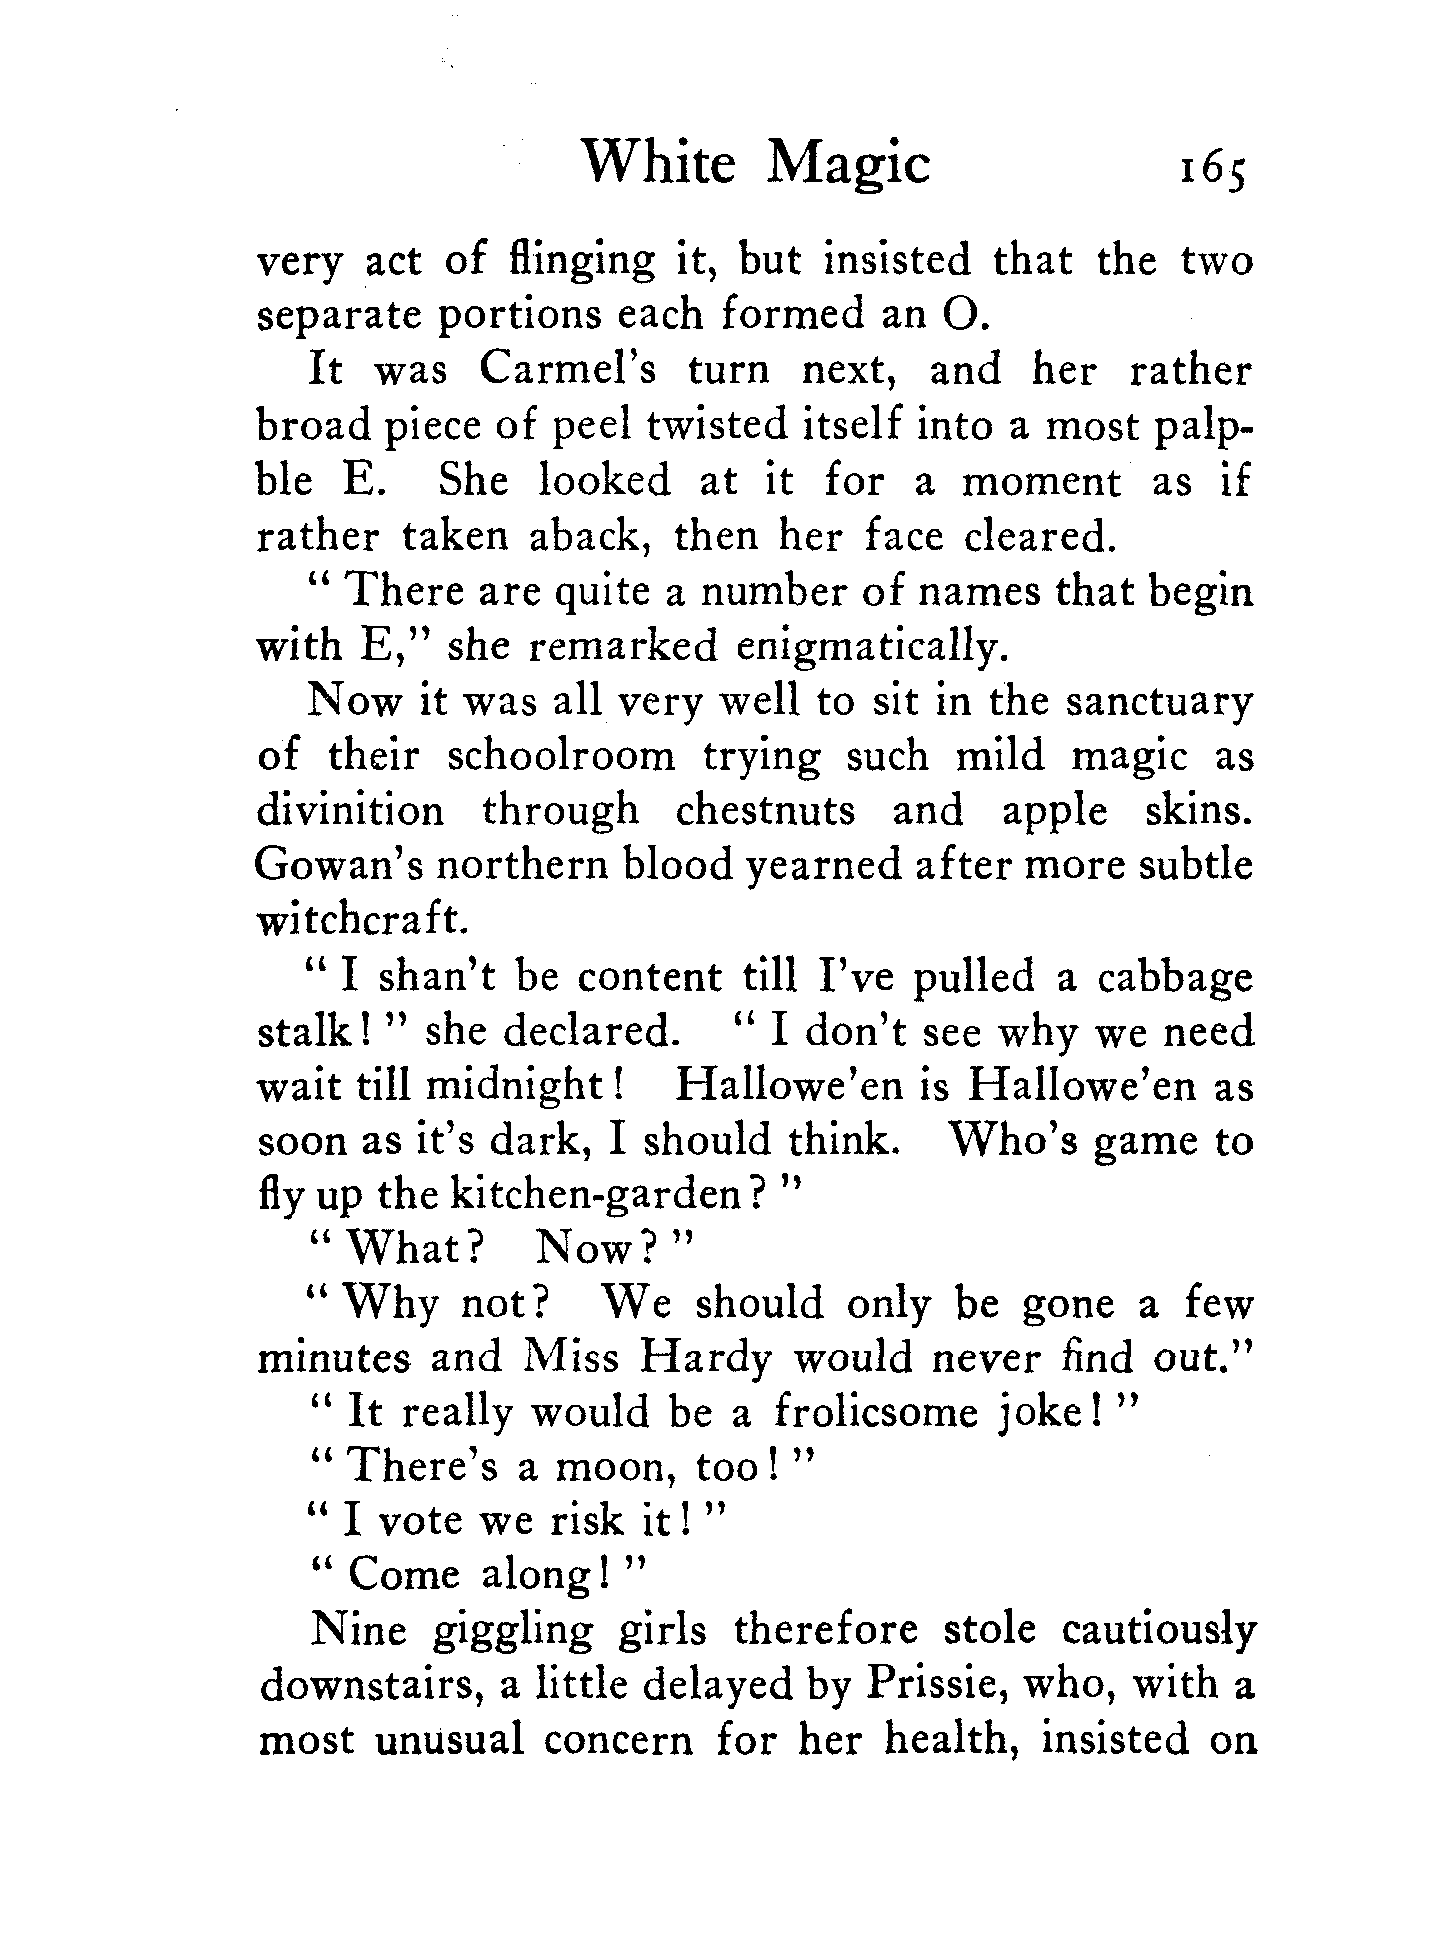 White Magic 165
very act of flinging it, but insisted that the two
separate portions each formed an O.
It was Carmel's turn next, and her rather
broad piece of peel twisted itself into a most palp-
ble E. She looked at it for a moment as if
rather taken aback, then her face cleared.
" There are quite a number of names that begin
with E," she remarked enigmatically.
Now it was all very well to sit in the sanctuary
of their schoolroom trying such mild magic as
divinition through chestnuts and apple skins.
Gowan's northern blood yearned after more subtle
witchcraft.
" I shan't be content till I've pulled a cabbage
stalk! " she declared. " I don't see why we need
wait till midnight! Hallowe'en is Hallowe'en as
soon as it's dark, I should think. Who's game to
fly up the kitchen-garden? "
" What? Now? "
" Why not? We should only be gone a few
minutes and Miss Hardy would never find out."
" It really would be a frolicsome joke! "
" There's a moon, too! "
" I vote we risk it! "
" Come along! "
Nine giggling girls therefore stole cautiously
downstairs, a little delayed by Prissie, who, with a
most unusual concern for her health, insisted on